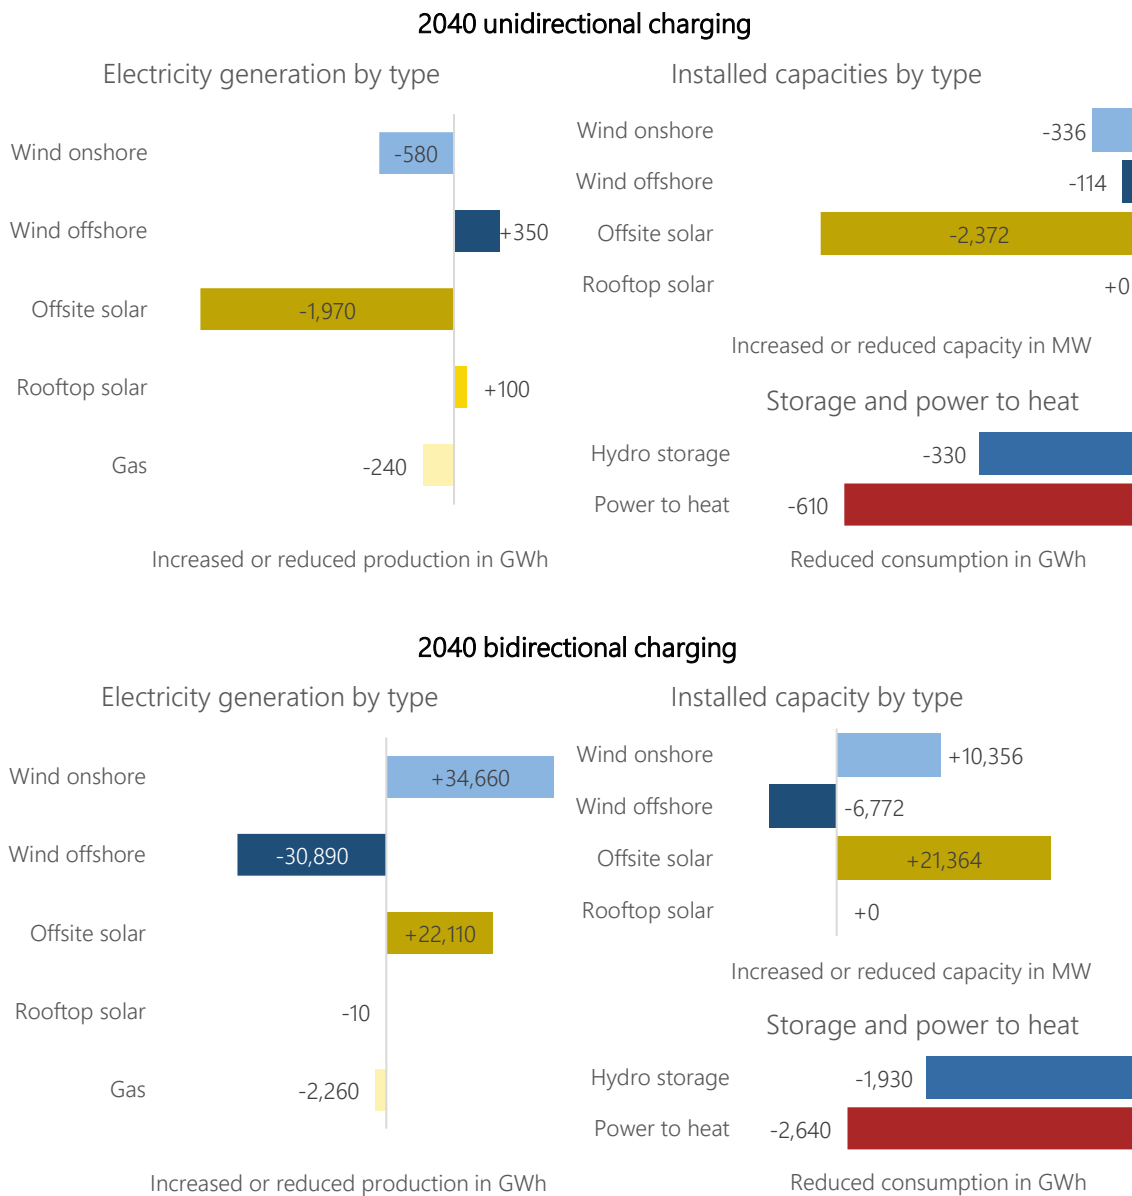 2040 unidirectional charging
Electricity generation by type
Wind onshore
-580
Wind offshore
+350
Offsite solar
-1,970
Rooftop solar
+100
Gas
-240
Increased or reduced production in GWh
Installed capacities by type
Wind onshore
-336
Wind offshore
-114
Offsite solar
-2,372
Rooftop solar
+0
Increased or reduced capacity in MW
Storage and power to heat
Hydro storage
-330
Power to heat
-610
Reduced consumption in GWh
2040 bidirectional charging
Electricity generation by type
Wind onshore
+34,660
Wind offshore
-30,890
Offsite solar
+22,110
Rooftop solar
-10
Gas
-2,260
Increased or reduced production in GWh
Installed capacity by type
Wind onshore
+10,356
Wind offshore
-6,772
Offsite solar
+21,364
Rooftop solar
+0
Increased or reduced capacity in MW
Storage and power to heat
Hydro storage
-1,930
Power to heat
-2,640
Reduced consumption in GWh